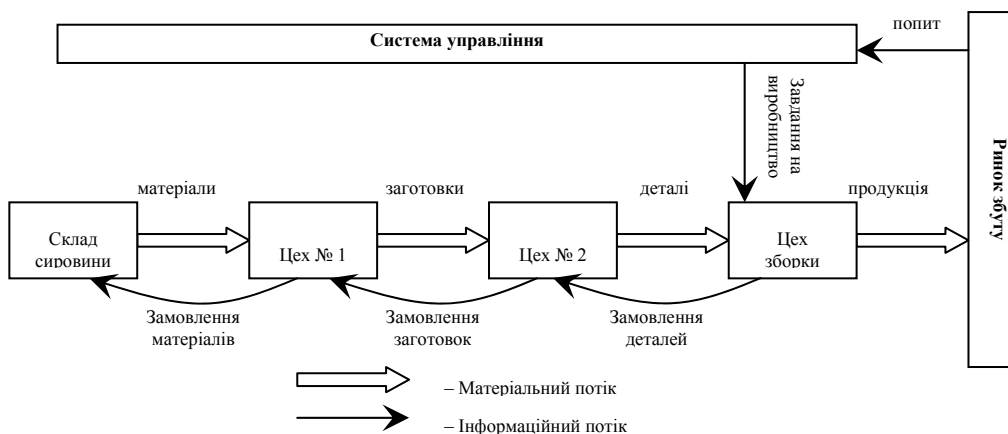 попит
Система управління
Завдання на
виробництво
Ринок збуту
матеріали
заготовки
деталі
продукція
Склад
сировини
Цех № 1
Цех № 2
Цех
зборки
Замовлення
матеріалів
Замовлення
заготовок
Замовлення
деталей
– Матеріальний потік
– Інформаційний потік